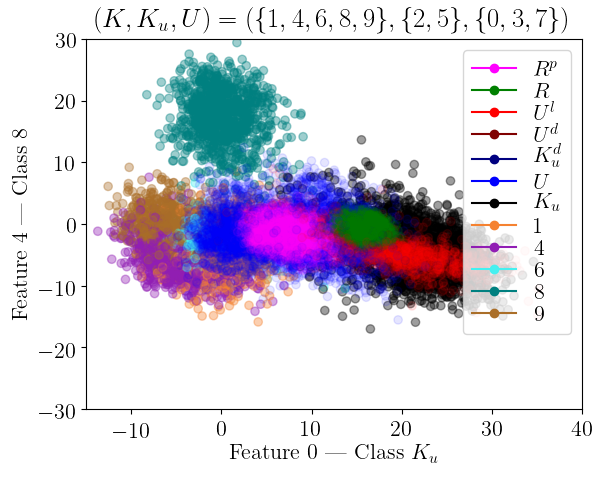 (K, K_u, U) = ({1, 4, 6, 8, 9}, {2, 5}, {0, 3, 7})
30
20
10
0
−10
−20
−30
Feature 4 — Class 8
−10 0 10 20 30 40
Feature 0 — Class K_u
R^p
R
U^l
U^d
K_u^d
U
K_u
1
4
6
8
9